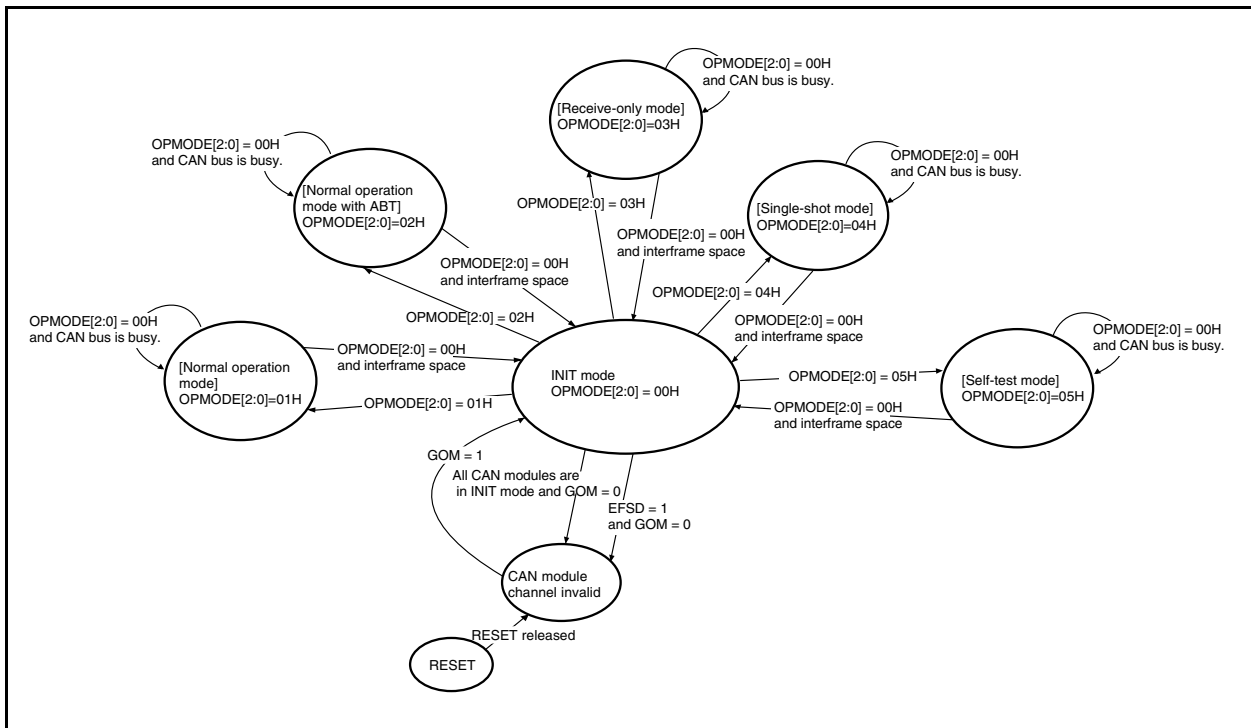 OPMODE[2:0] = 00H
and CAN bus is busy.
[Receive-only mode]
OPMODE[2:0]=03H
OPMODE[2:0] = 00H
and CAN bus is busy.
[Normal operation
mode with ABT]
OPMODE[2:0]=02H
OPMODE[2:0] = 00H
and CAN bus is busy.
[Single-shot mode]
OPMODE[2:0]=04H
OPMODE[2:0] = 03H
OPMODE[2:0] = 00H
and interframe space
OPMODE[2:0] = 00H
and interframe space
OPMODE[2:0] = 04H
OPMODE[2:0] = 02H
OPMODE[2:0] = 00H
and interframe space
OPMODE[2:0] = 00H
and CAN bus is busy.
[Normal operation
mode]
OPMODE[2:0]=01H
OPMODE[2:0] = 00H
and interframe space
OPMODE[2:0] = 01H
INIT mode
OPMODE[2:0] = 00H
OPMODE[2:0] = 05H
OPMODE[2:0] = 00H
and interframe space
OPMODE[2:0] = 00H
and CAN bus is busy.
[Self-test mode]
OPMODE[2:0]=05H
GOM = 1
All CAN modules are
in INIT mode and GOM = 0
EFSD = 1
and GOM = 0
CAN module
channel invalid
RESET released
RESET